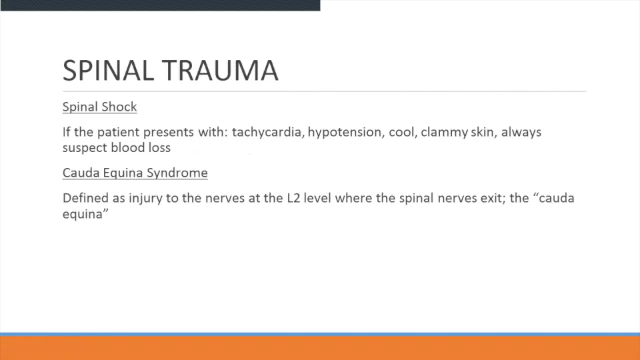 SPINAL TRAUMA
Spinal Shock
If the patient presents with: tachycardia, hypotension, cool, clammy skin, always
suspect blood loss
Cauda Equina Syndrome
Defined as injury to the nerves at the L2 level where the spinal nerves exit; the “cauda
equina”